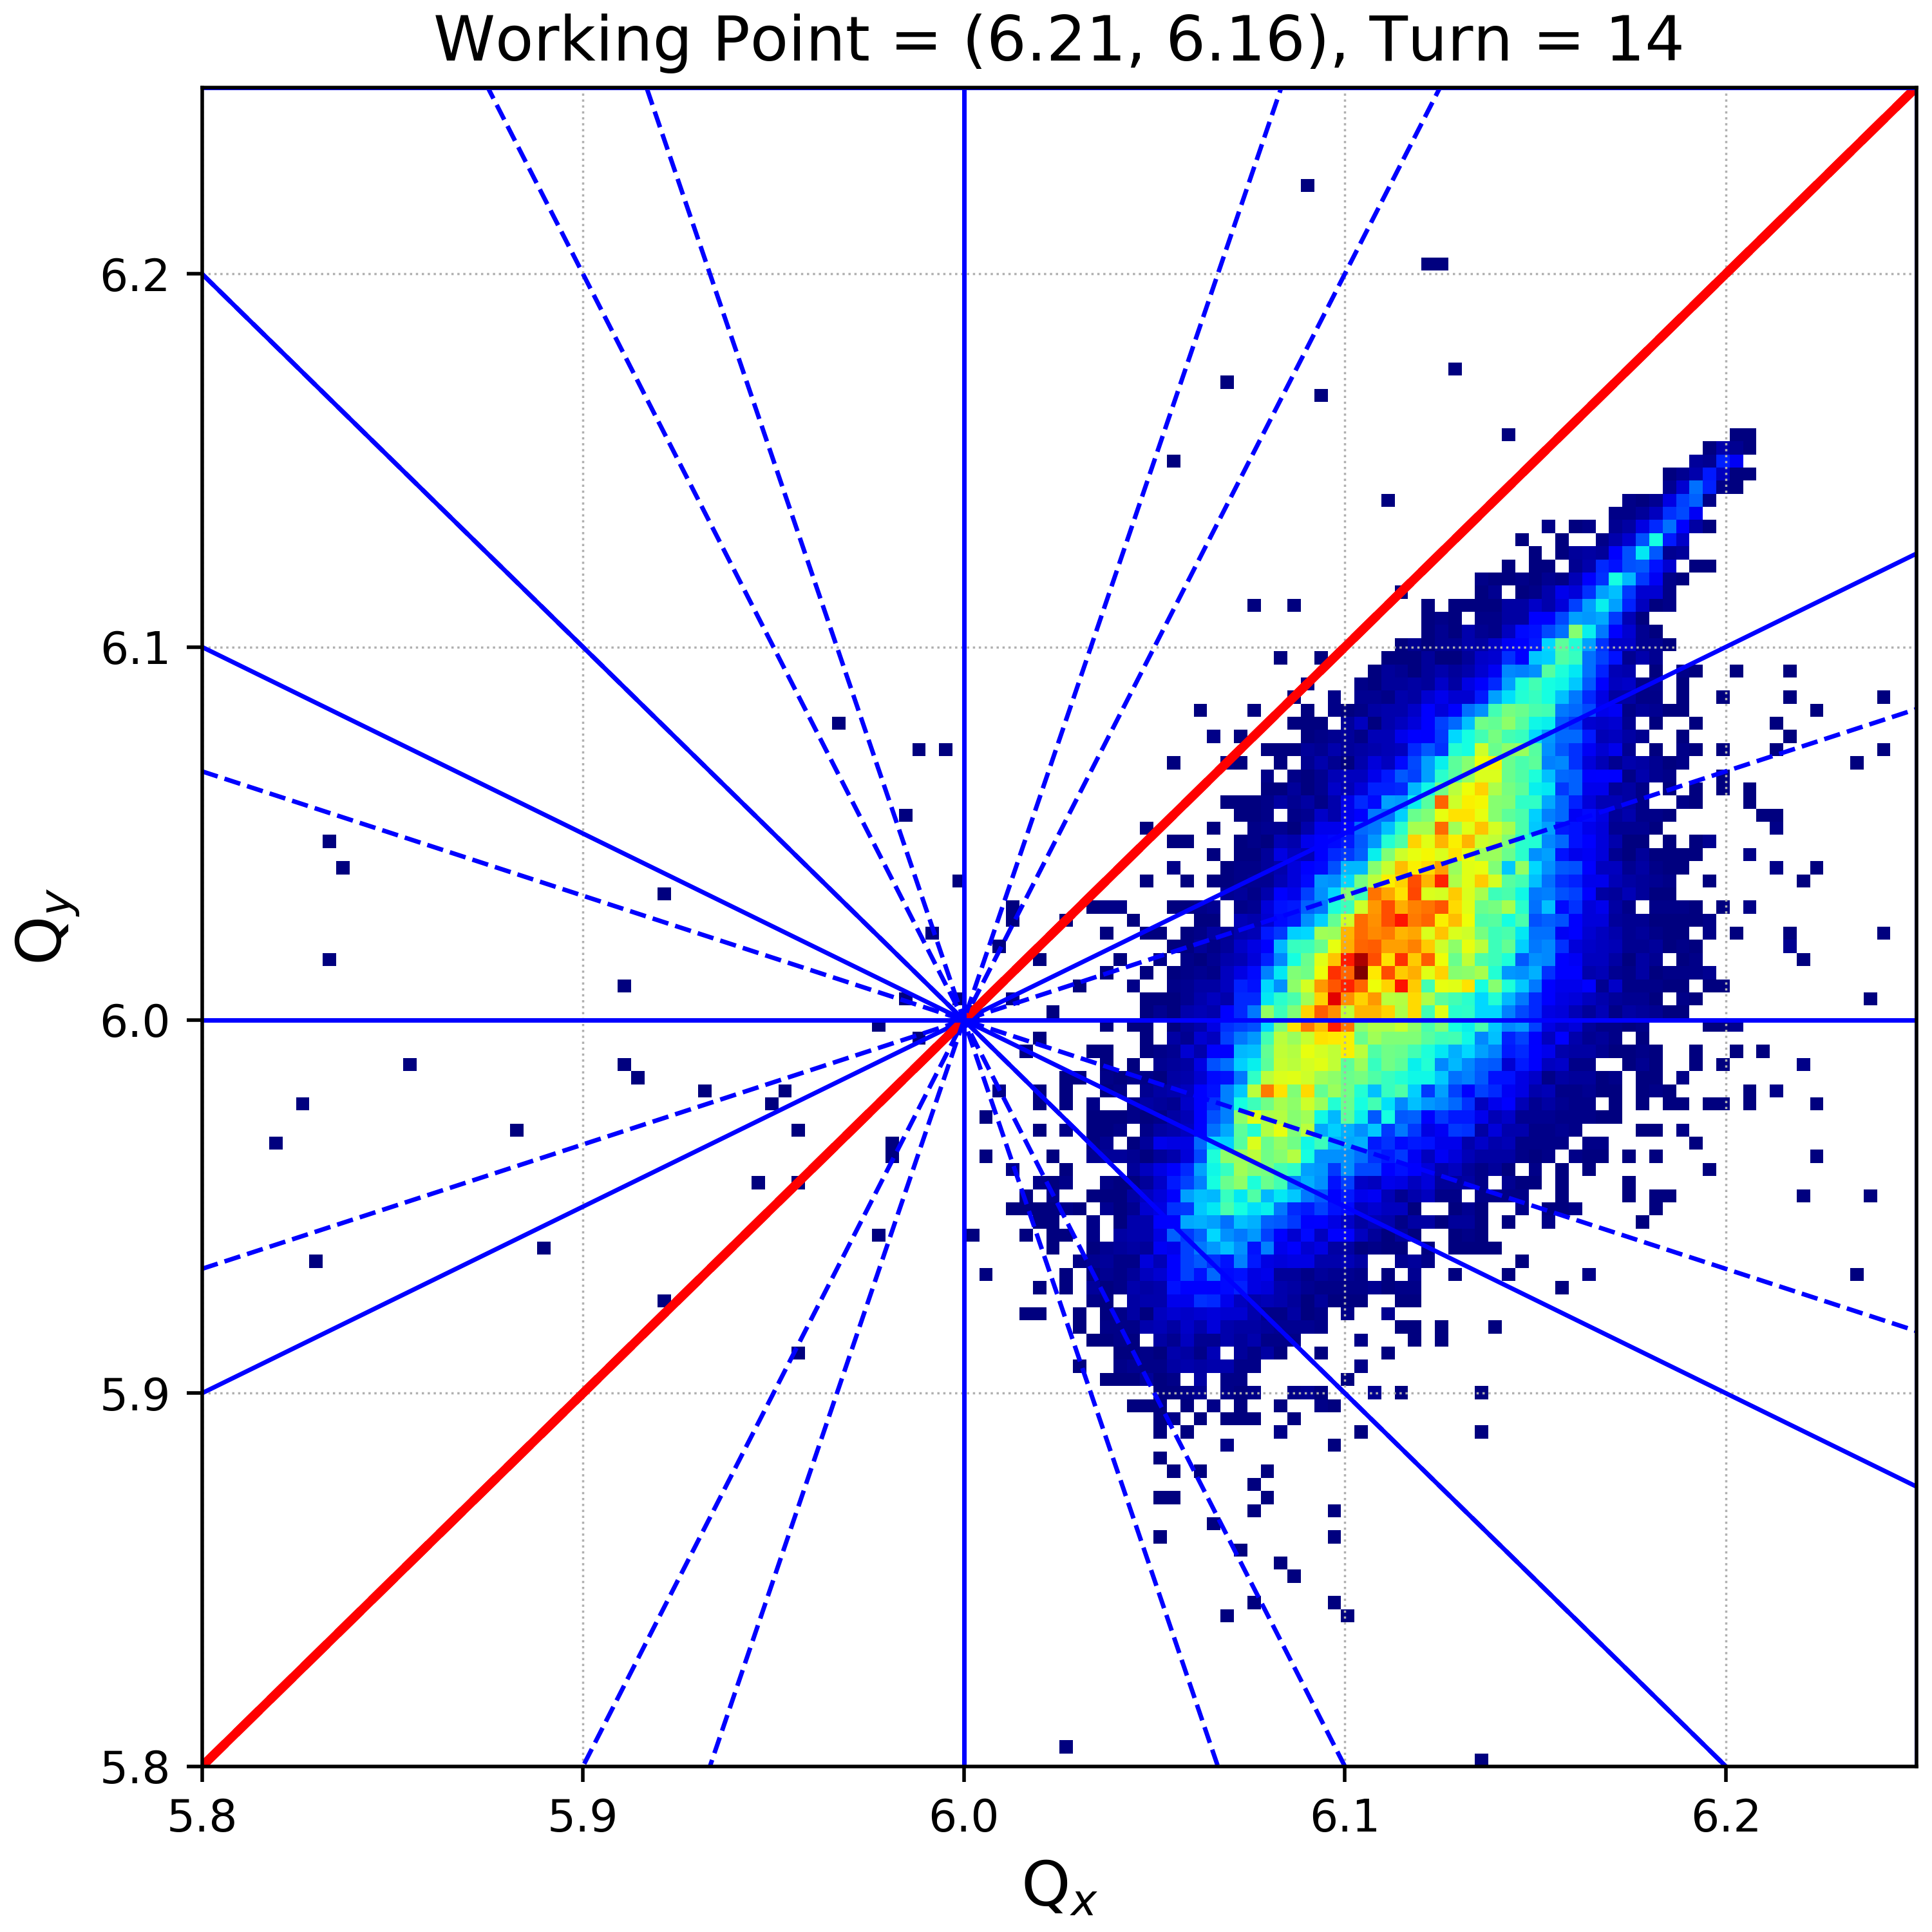 Working Point = (6.21, 6.16), Turn = 14
6.2
6.1
6.0
5.9
5.8
Qy
5.8 5.9 6.0 6.1 6.2
Qx